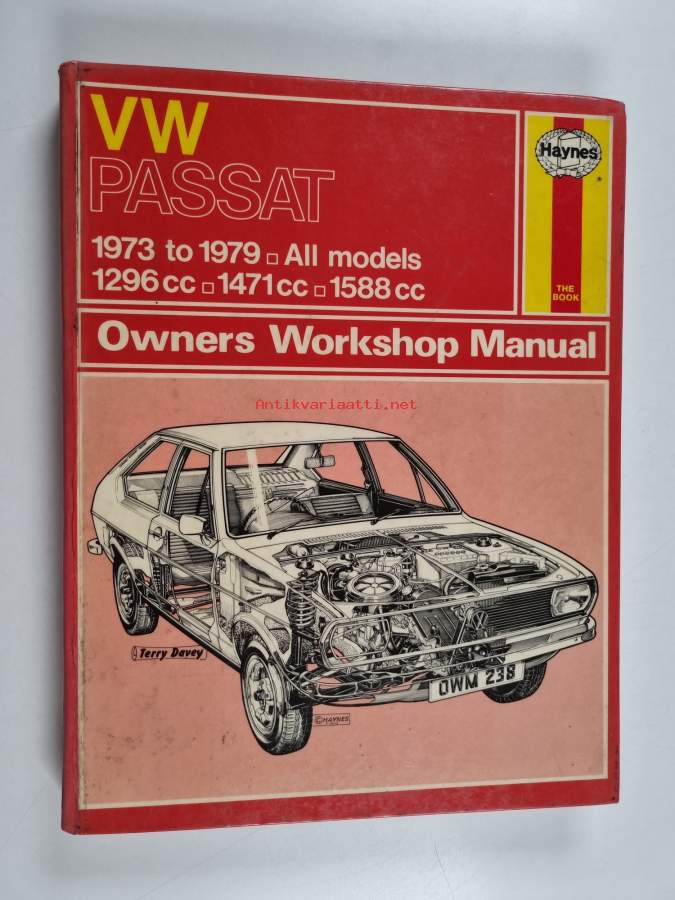 VW
PASSAT
1973 to 1979 □ All models
1296 cc □ 1471 cc □ 1588 cc
Haynes
THE
BOOK
Owners Workshop Manual
Antikvariaatti.net
Terry Davey
OWM 238
©HAYNES